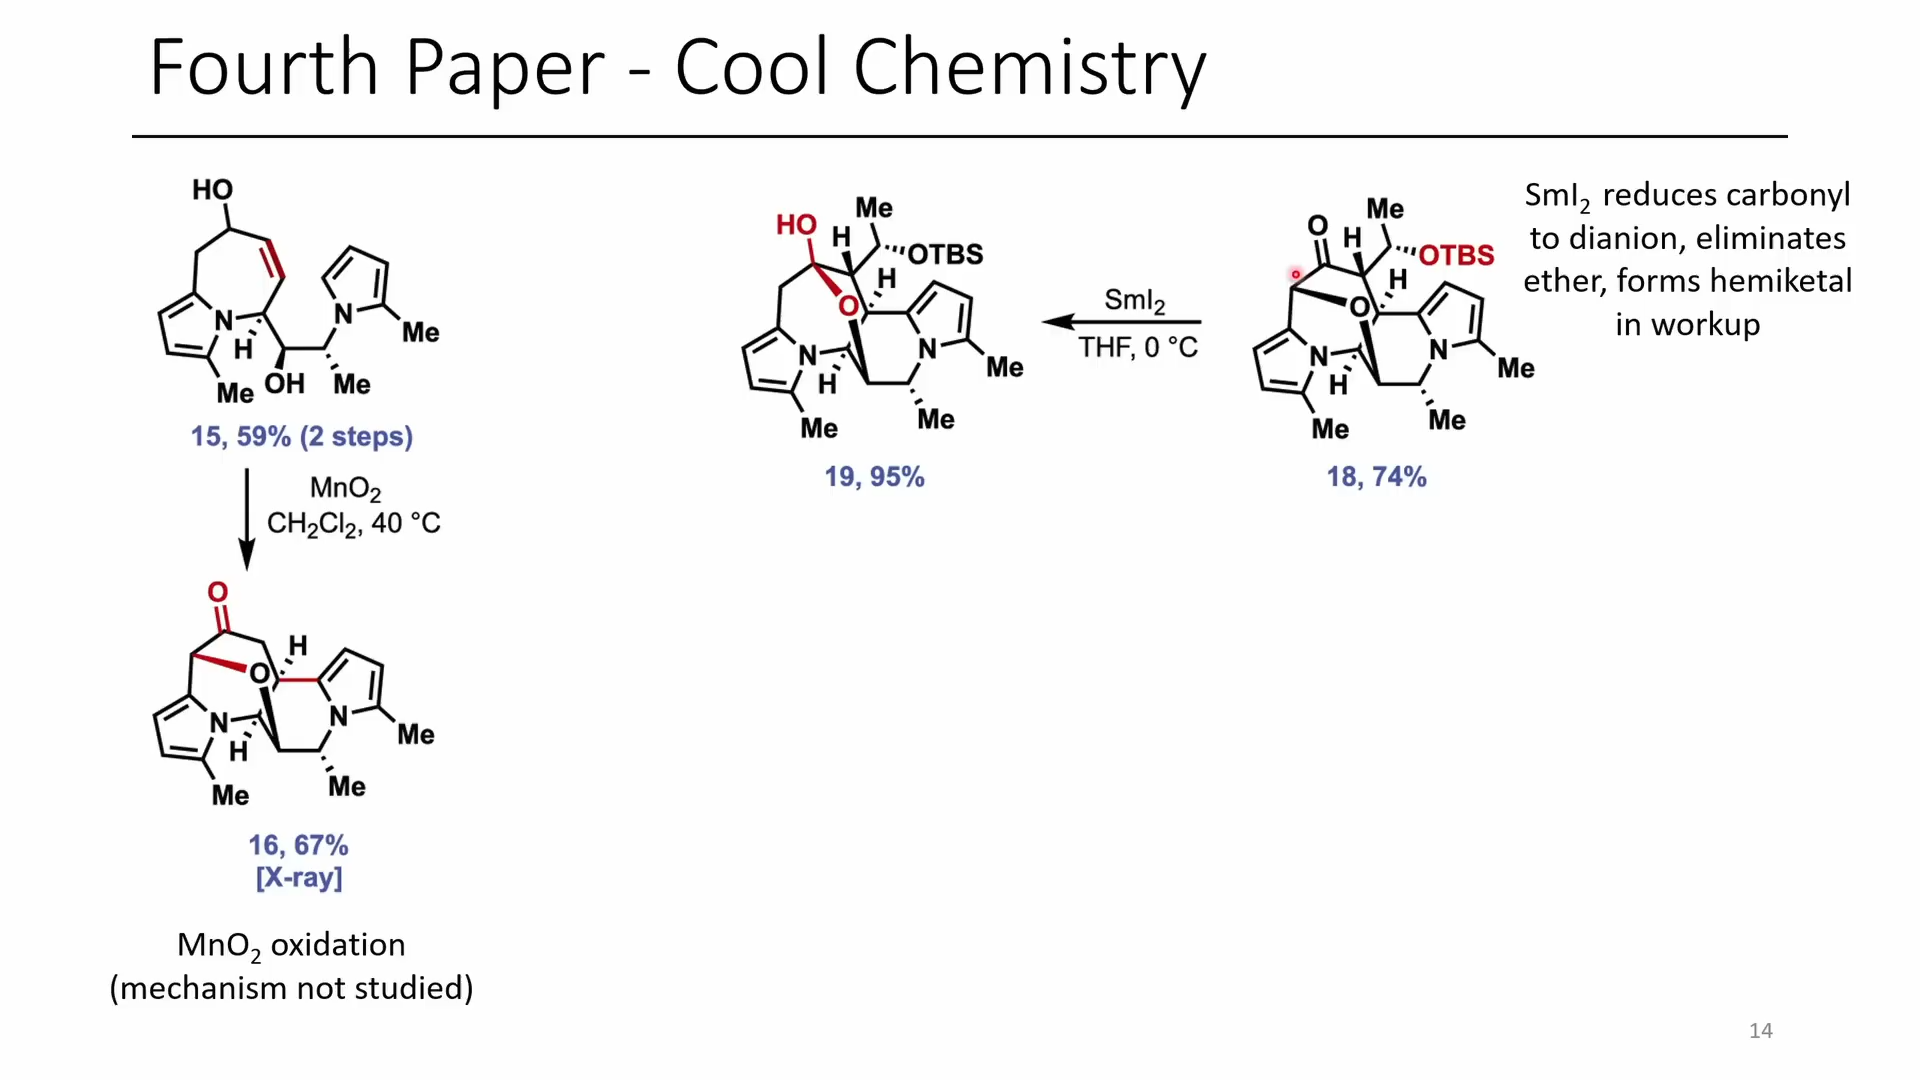 Fourth Paper - Cool Chemistry
HO
N
H
OH
Me
N
Me
Me
15, 59% (2 steps)
MnO2
CH2Cl2, 40 °C
O
H
O
N
H
N
Me
Me
Me
16, 67%
[X-ray]
MnO2 oxidation
(mechanism not studied)
HO
H
Me
OTBS
H
O
N
H
N
Me
Me
Me
19, 95%
SmI2
THF, 0 °C
O
H
Me
OTBS
H
O
N
H
N
Me
Me
Me
18, 74%
SmI2 reduces carbonyl
to dianion, eliminates
ether, forms hemiketal
in workup
14